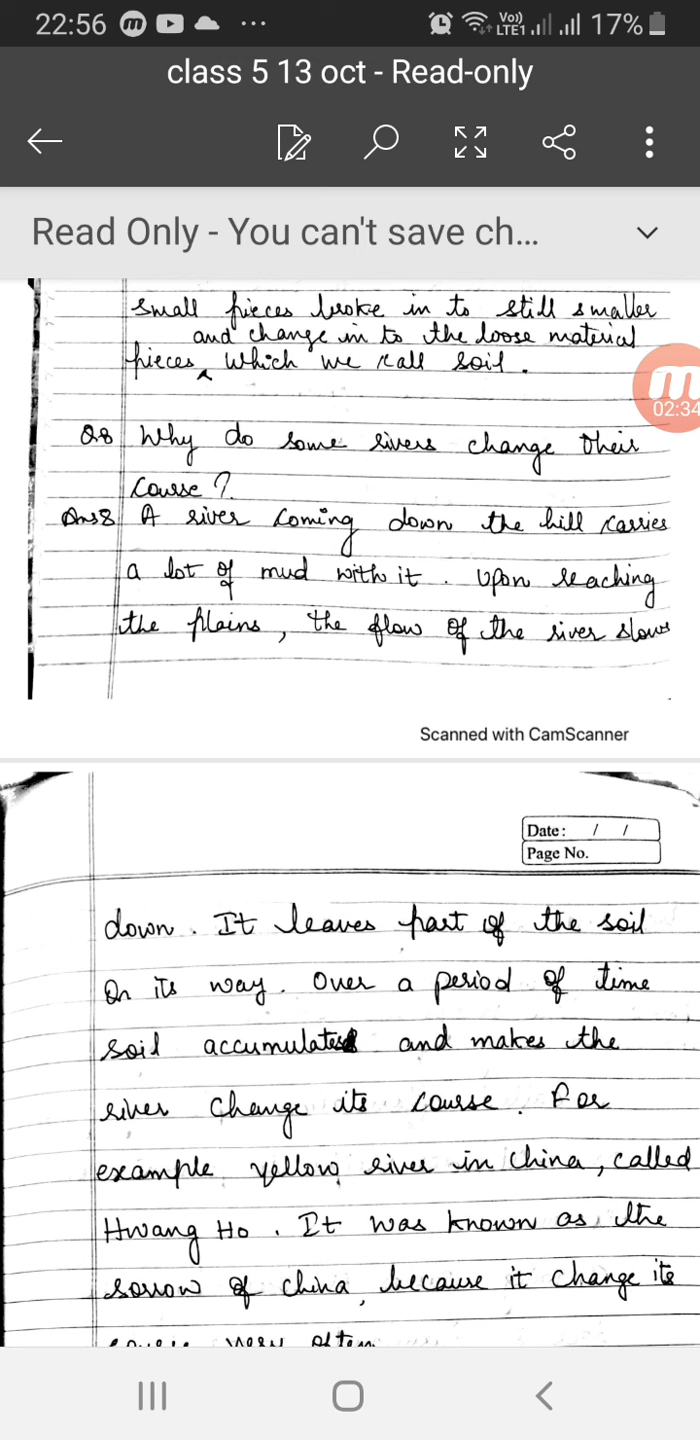 22:56 Vo)) LTE1 17%
class 5 13 oct - Read-only
Read Only - You can't save ch...
small pieces broke in to still smaller
and change in to the loose material
pieces ‸ which we call soil.
02:34
Q8 Why do some rivers change their
course ?
Ans8 A river coming down the hill carries
a lot of mud with it . Upon reaching
the plains , the flow of the river slows
Scanned with CamScanner
Date: / /
Page No.
down . It leaves part of the soil
On its way. Over a period of time
soil accumulates and makes the
river change its course . For
example yellow river in China, called
Hwang Ho . It was known as the
sorrow of china , because it change its
course very often